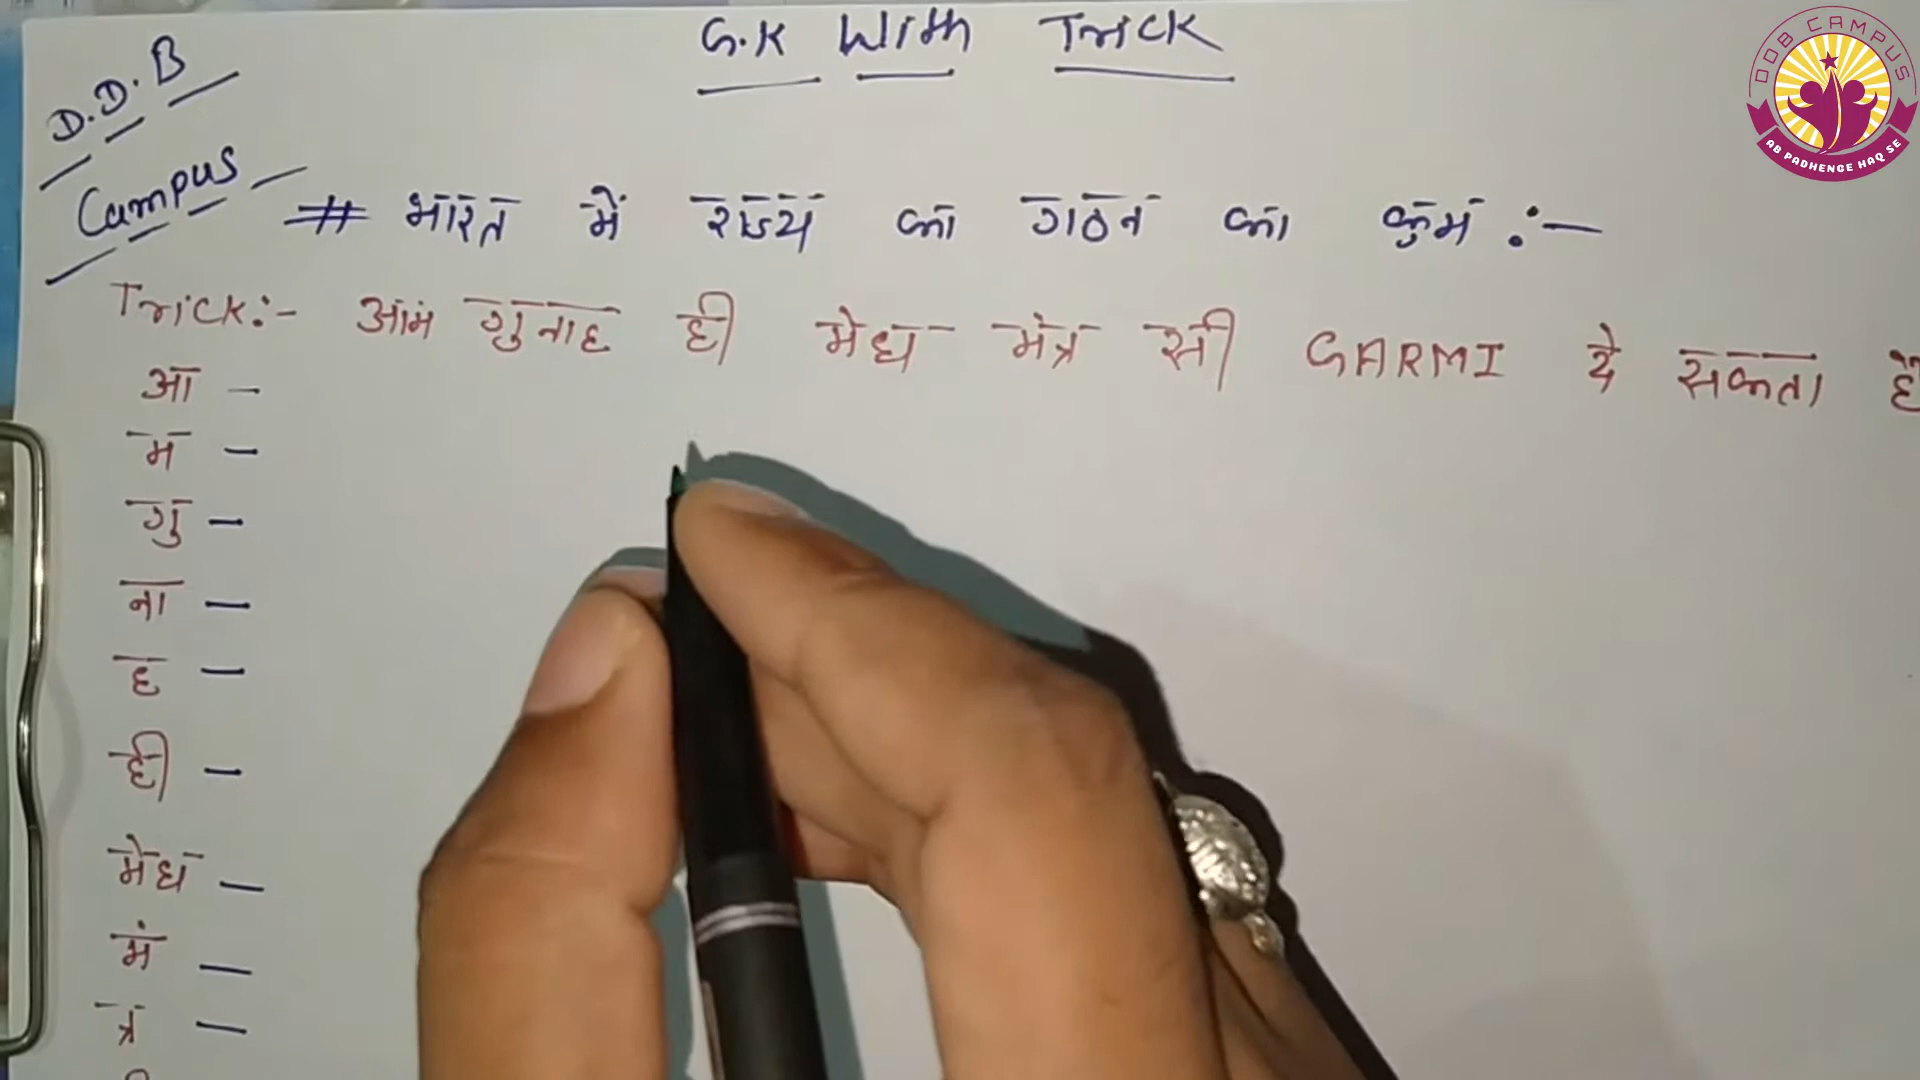 G.K With Trick
D.D.B
Campus
# भारत में राज्य का गठन का क्रम :-
Trick:- आम गुनाह ही मेघ मंत्र सी GARMI दे सकता है
आ -
म -
गु -
ना -
ह -
ही -
मेघ -
मं -
त्र -
DDB CAMPUS
AB PADHENGE HAQ SE